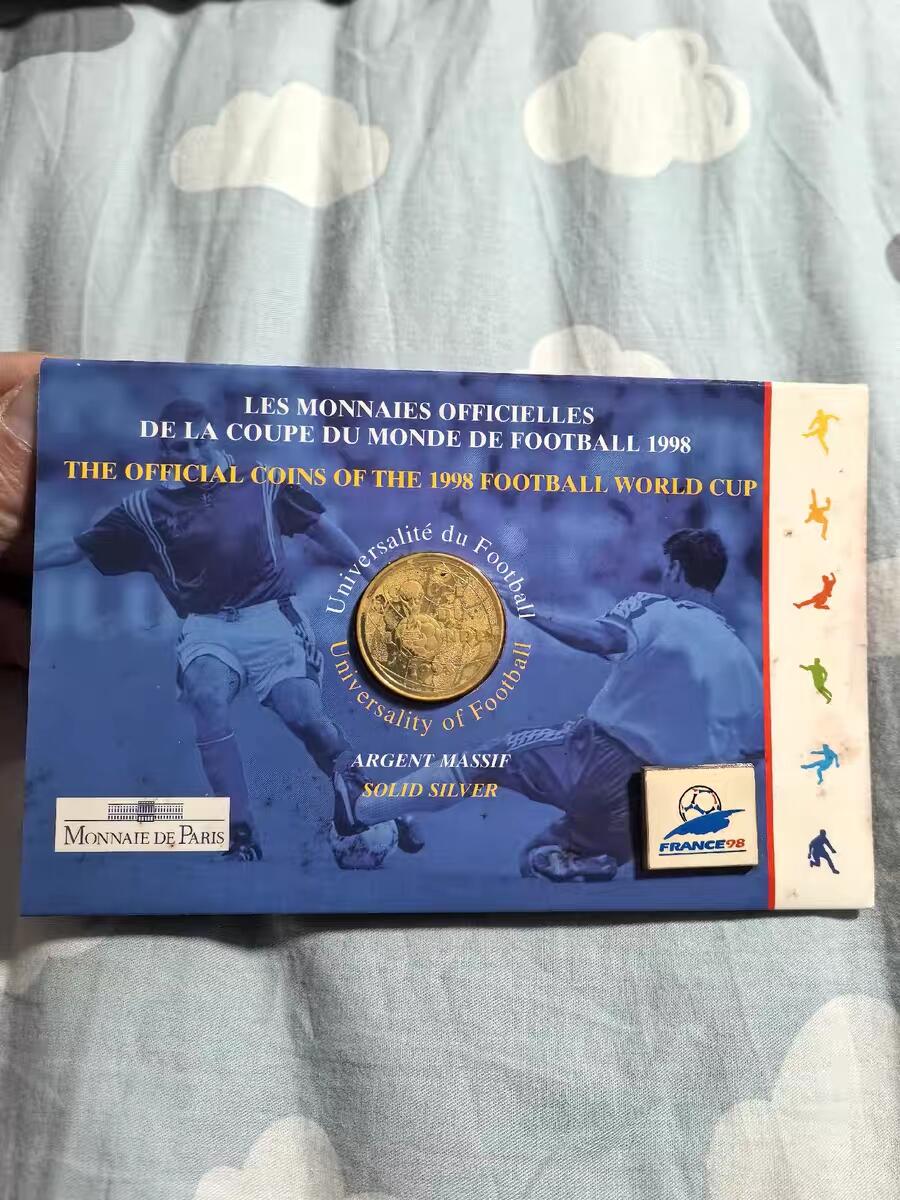 LES MONNAIES OFFICIELLES
DE LA COUPE DU MONDE DE FOOTBALL 1998
THE OFFICIAL COINS OF THE 1998 FOOTBALL WORLD CUP
Universalité du Football
Universality of Football
ARGENT MASSIF
SOLID SILVER
MONNAIE DE PARIS
FRANCE98